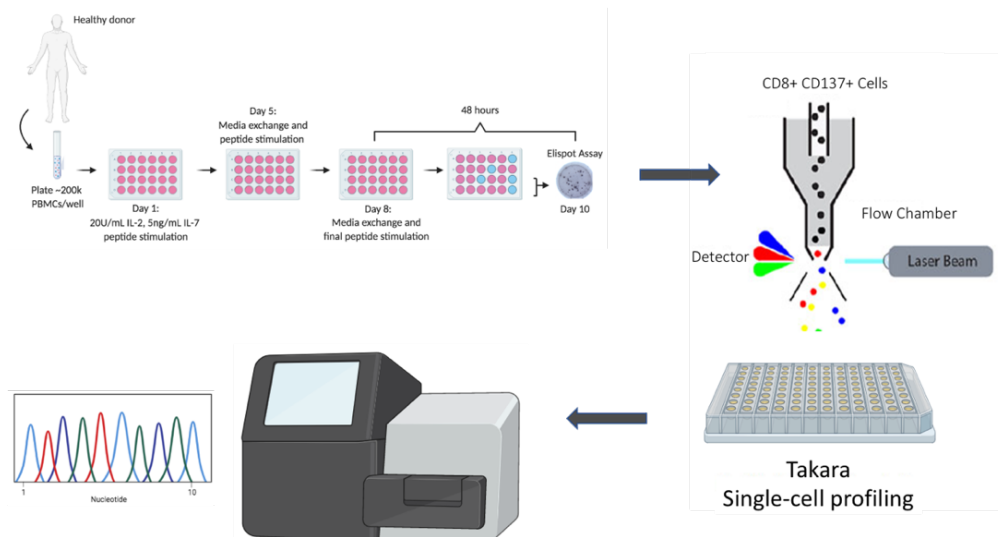 Healthy donor
Plate ~200k
PBMCs/well
Day 1:
20U/mL IL-2, 5ng/mL IL-7
peptide stimulation
Day 5:
Media exchange and
peptide stimulation
Day 8:
Media exchange and
final peptide stimulation
48 hours
Elispot Assay
Day 10
CD8+ CD137+ Cells
Flow Chamber
Detector
Laser Beam
Takara
Single-cell profiling
1
10
Nucleotide